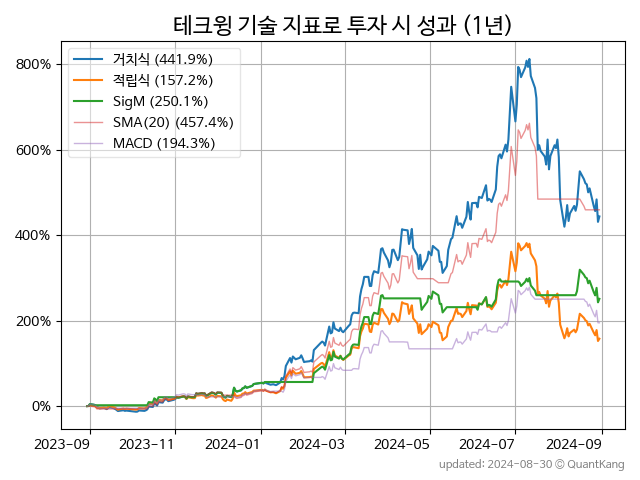 테크윙 기술 지표로 투자 시 성과 (1년)
거치식 (441.9%)
적립식 (157.2%)
SigM (250.1%)
SMA(20) (457.4%)
MACD (194.3%)
800%
600%
400%
200%
0%
2023-09 2023-11 2024-01 2024-03 2024-05 2024-07 2024-09
updated: 2024-08-30 © QuantKang